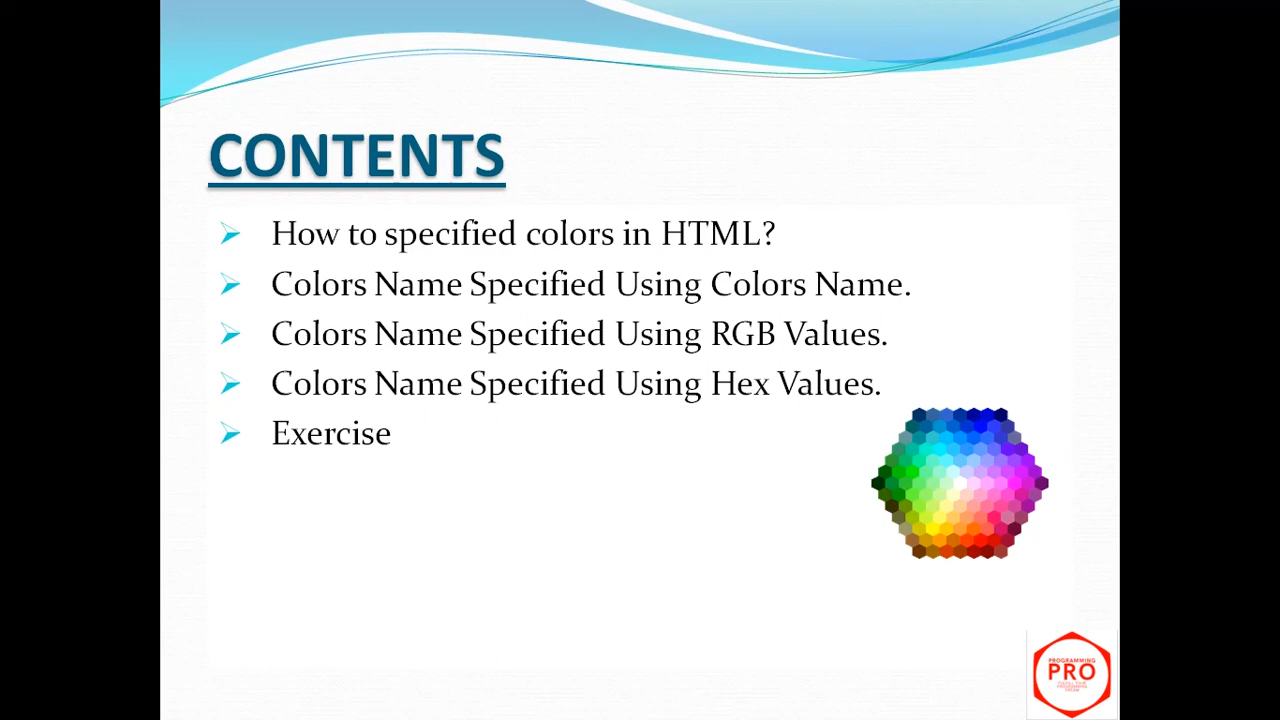 CONTENTS
How to specified colors in HTML?
Colors Name Specified Using Colors Name.
Colors Name Specified Using RGB Values.
Colors Name Specified Using Hex Values.
Exercise
PROGRAMMING
PRO